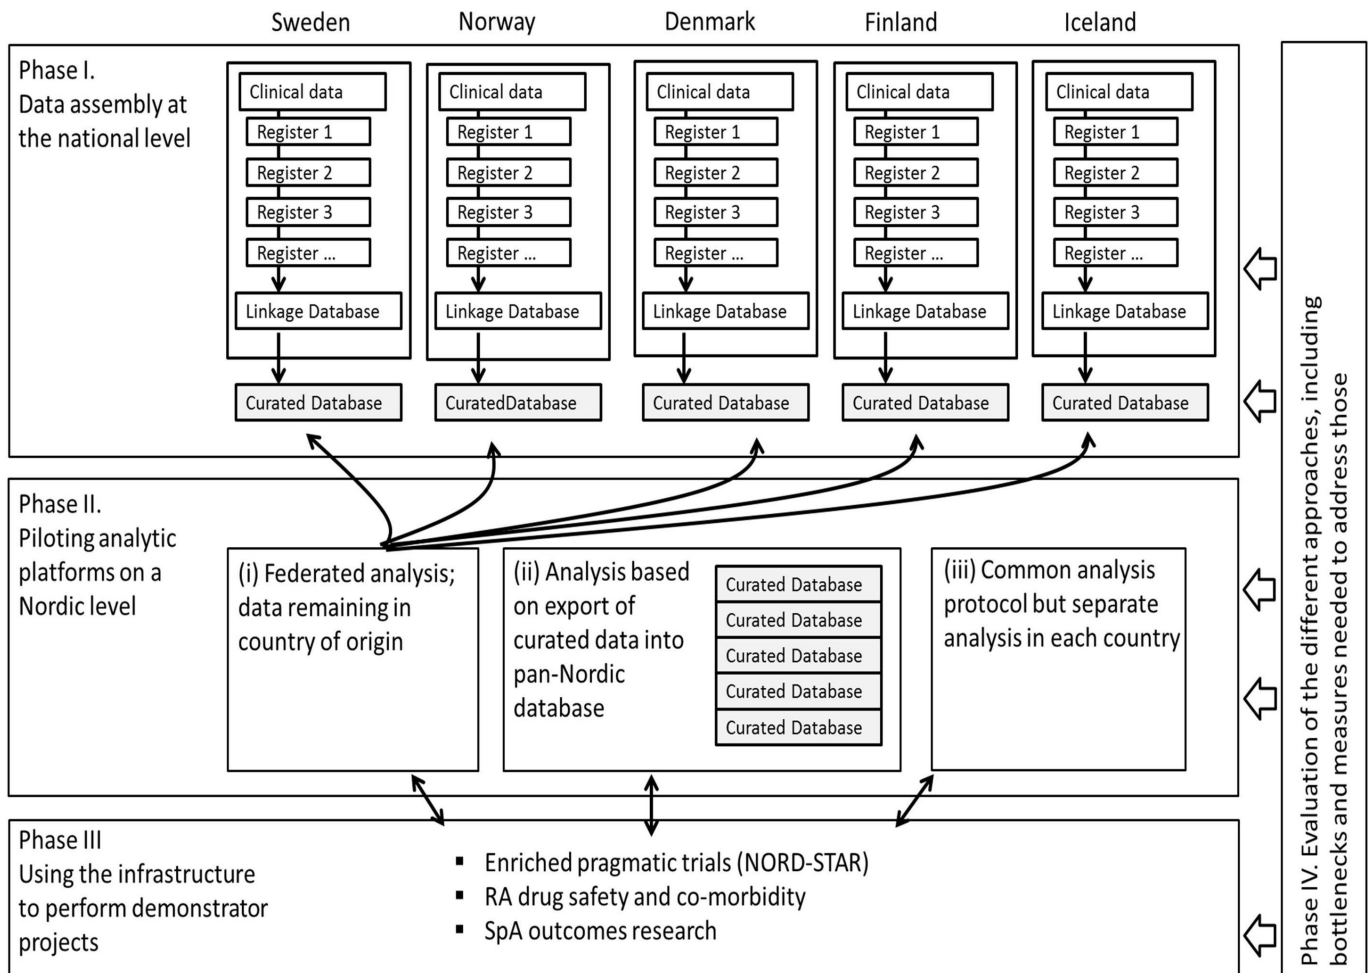 Sweden
Norway
Denmark
Finland
Iceland
Phase I.
Data assembly at
the national level
Clinical data
Register 1
Register 2
Register 3
Register ...
Linkage Database
Curated Database
Clinical data
Register 1
Register 2
Register 3
Register ...
Linkage Database
CuratedDatabase
Clinical data
Register 1
Register 2
Register 3
Register ...
Linkage Database
Curated Database
Clinical data
Register 1
Register 2
Register 3
Register ...
Linkage Database
Curated Database
Clinical data
Register 1
Register 2
Register 3
Register ...
Linkage Database
Curated Database
Phase II.
Piloting analytic
platforms on a
Nordic level
(i) Federated analysis;
data remaining in
country of origin
(ii) Analysis based
on export of
curated data into
pan-Nordic
database
Curated Database
Curated Database
Curated Database
Curated Database
Curated Database
(iii) Common analysis
protocol but separate
analysis in each country
Phase III
Using the infrastructure
to perform demonstrator
projects
▪ Enriched pragmatic trials (NORD-STAR)
▪ RA drug safety and co-morbidity
▪ SpA outcomes research
Phase IV. Evaluation of the different approaches, including
bottlenecks and measures needed to address those